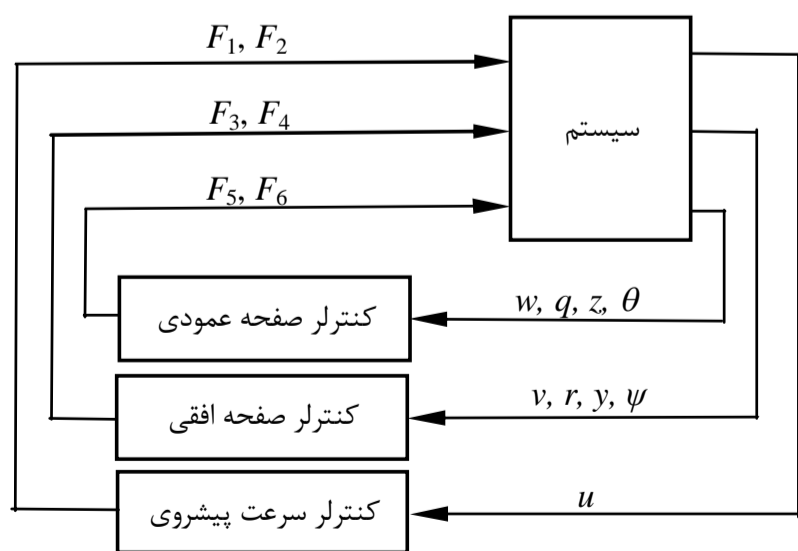 F₁, F₂
F₃, F₄
سیستم
F₅, F₆
کنترلر صفحه عمودی
w, q, z, θ
کنترلر صفحه افقی
v, r, y, ψ
کنترلر سرعت پیشروی
u